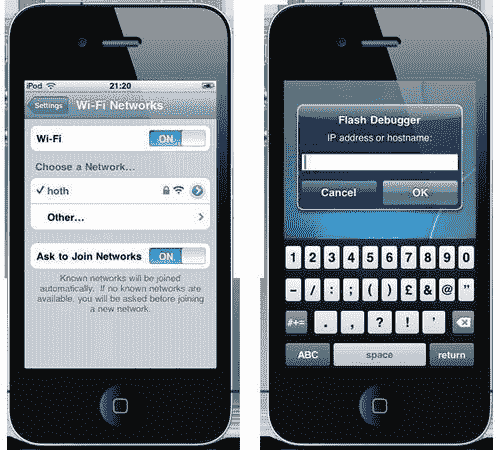 iPod 21:20
Settings Wi-Fi Networks
Wi-Fi ON
Choose a Network...
✓ hoth
Other...
Ask to Join Networks ON
Known networks will be joined
automatically. If no known networks are
available, you will be asked before joining
a new network.
Flash Debugger
IP address or hostname:
Cancel OK
1 2 3 4 5 6 7 8 9 0
- / : ; ( ) £ & @ "
#+= . , ? ! '
ABC space return